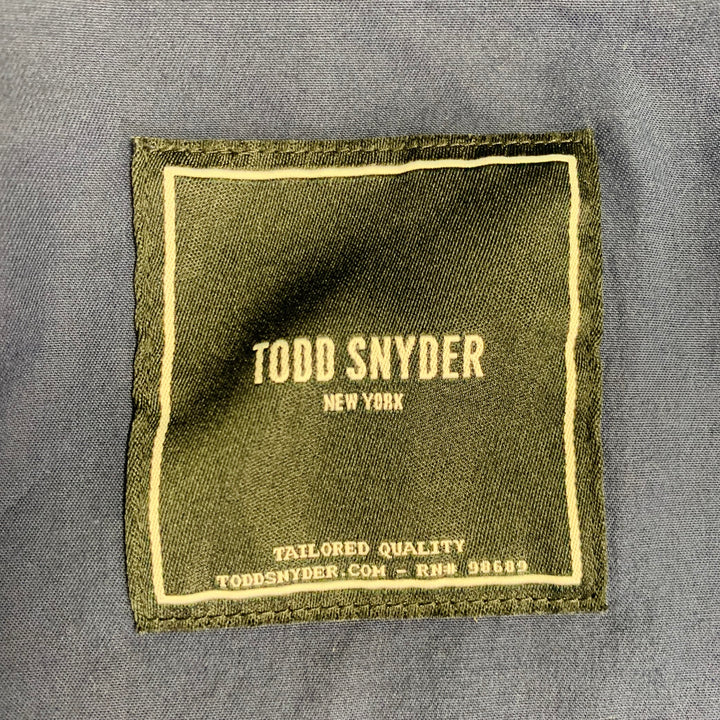 TODD SNYDER
NEW YORK
TAILORED QUALITY
TODDSNYDER.COM - RN# 98689